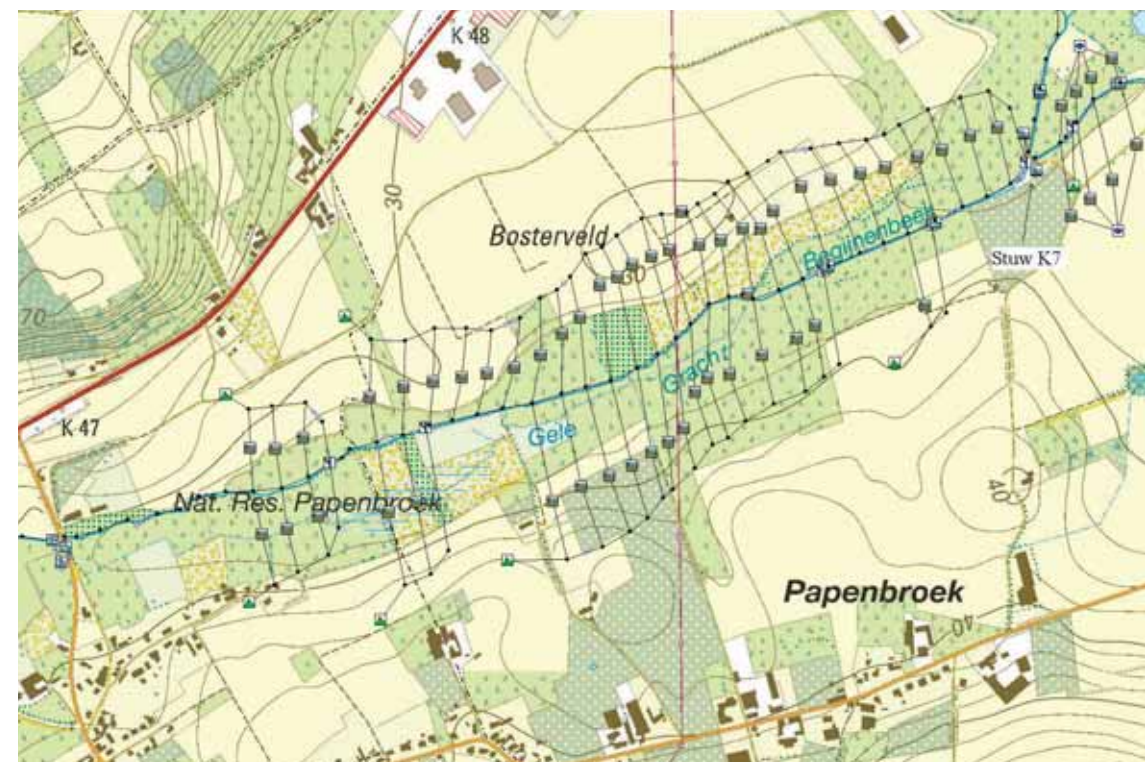 K 48
30
Bosterveld
30
Begijnenbeek
Stuw K7
70
Gracht
K 47
Gele
Nat. Res. Papenbroek
40
Papenbroek
40